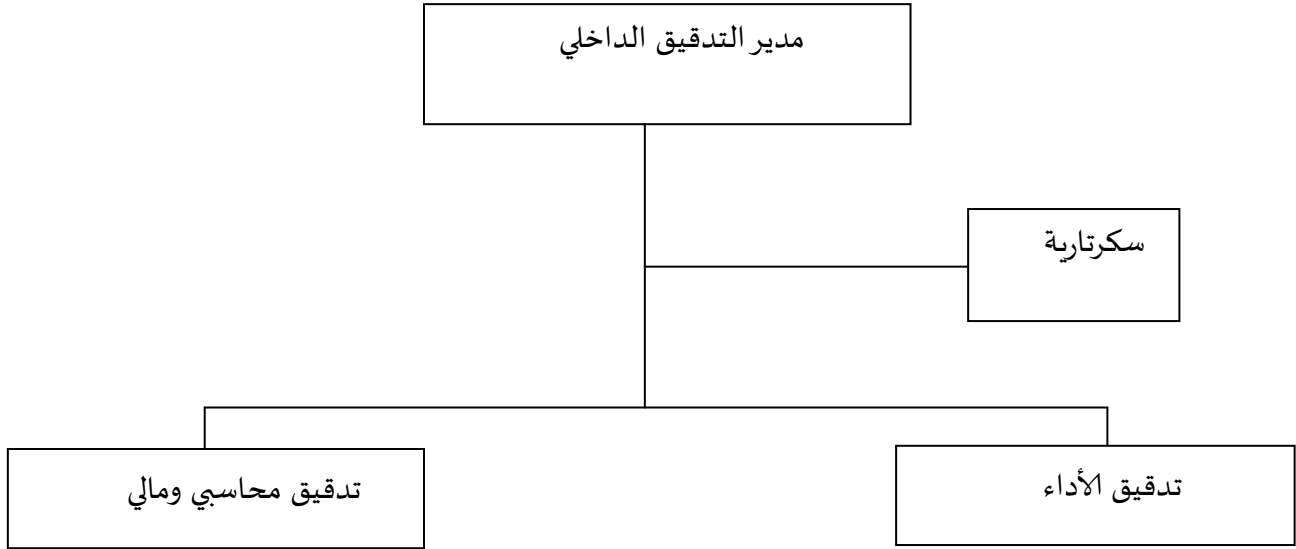 مدير التدقيق الداخلي
سكرتارية
تدقيق الأداء
تدقيق محاسبي ومالي